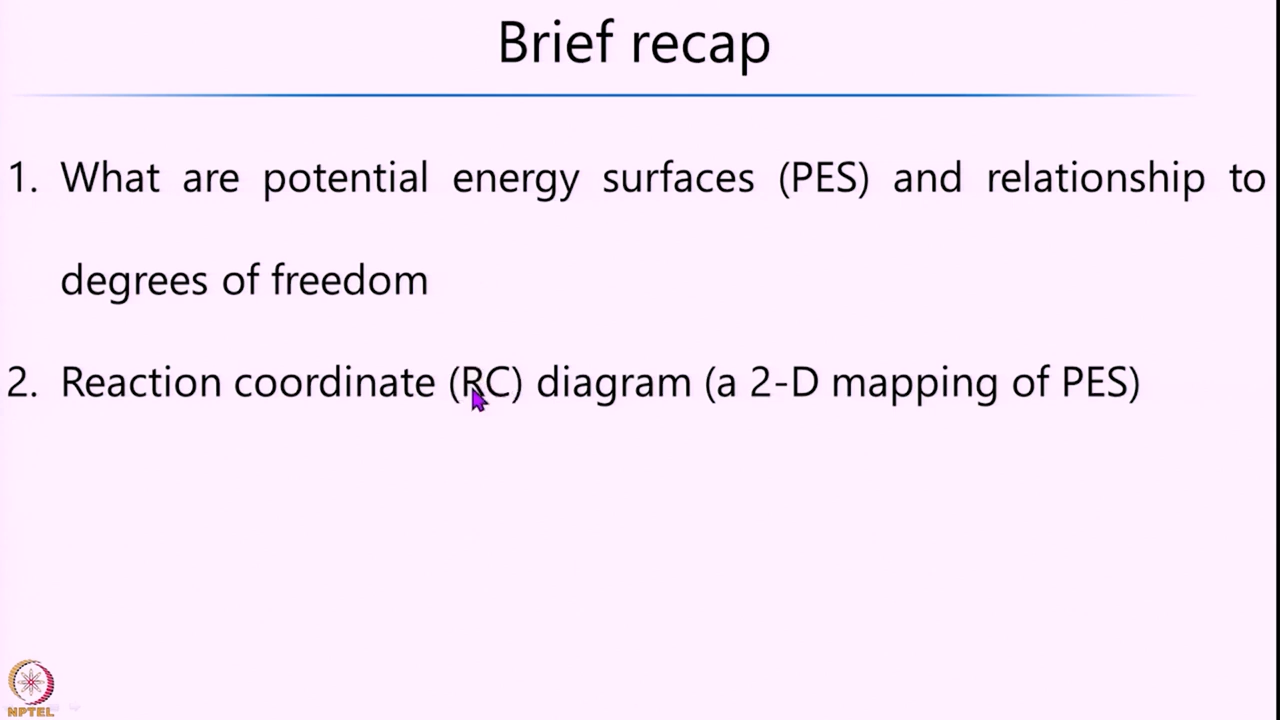 Brief recap
1. What are potential energy surfaces (PES) and relationship to
degrees of freedom
2. Reaction coordinate (RC) diagram (a 2-D mapping of PES)
NPTEL